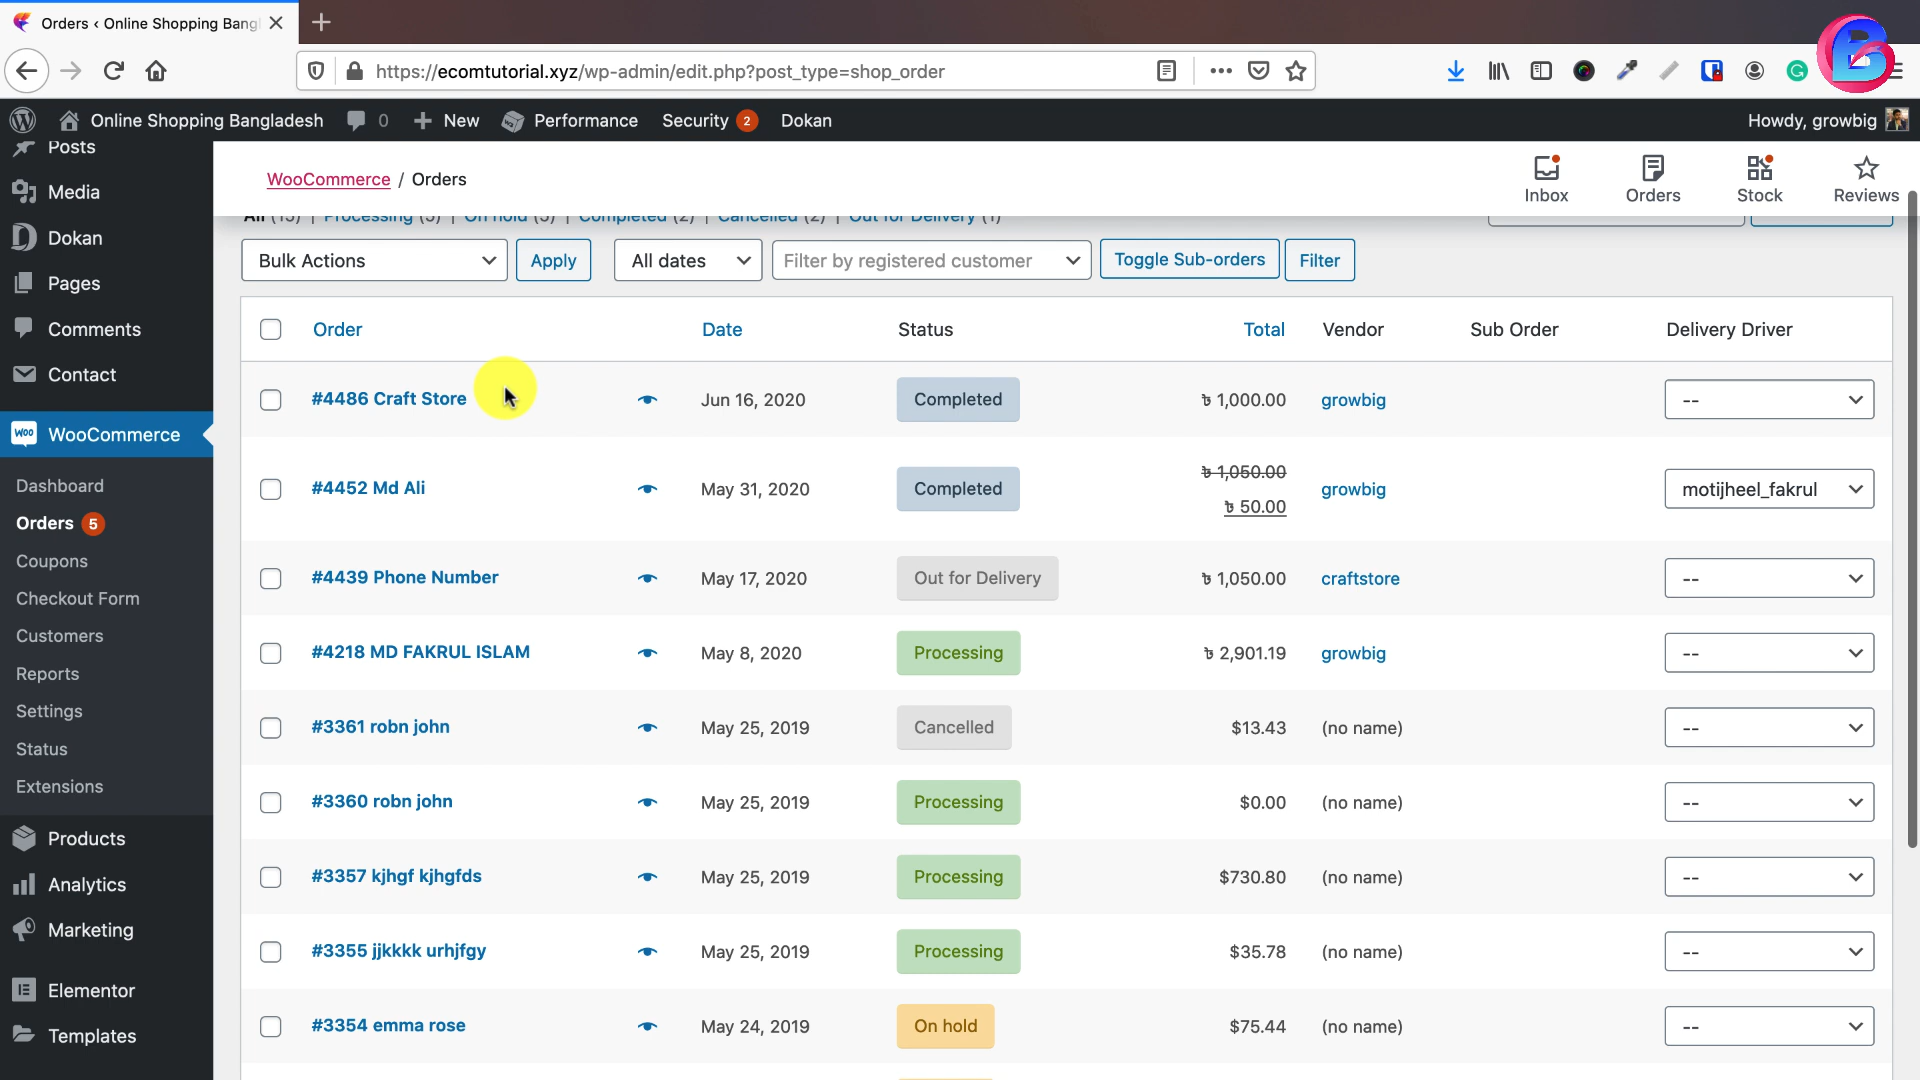 Orders ‹ Online Shopping Bangl
https://ecomtutorial.xyz/wp-admin/edit.php?post_type=shop_order
Online Shopping Bangladesh 0 New Performance Security 2 Dokan Howdy, growbig
Posts
Media
Dokan
Pages
Comments
Contact
WooCommerce
Dashboard
Orders 5
Coupons
Checkout Form
Customers
Reports
Settings
Status
Extensions
Products
Analytics
Marketing
Elementor
Templates
WooCommerce / Orders
Inbox Orders Stock Reviews
All (15) | Processing (5) | On hold (5) | Completed (2) | Cancelled (2) | Out for Delivery (1)
Bulk Actions Apply All dates Filter by registered customer Toggle Sub-orders Filter
Order Date Status Total Vendor Sub Order Delivery Driver
#4486 Craft Store Jun 16, 2020 Completed ৳ 1,000.00 growbig --
#4452 Md Ali May 31, 2020 Completed ৳ 1,050.00 ৳ 50.00 growbig motijheel_fakrul
#4439 Phone Number May 17, 2020 Out for Delivery ৳ 1,050.00 craftstore --
#4218 MD FAKRUL ISLAM May 8, 2020 Processing ৳ 2,901.19 growbig --
#3361 robn john May 25, 2019 Cancelled $13.43 (no name) --
#3360 robn john May 25, 2019 Processing $0.00 (no name) --
#3357 kjhgf kjhgfds May 25, 2019 Processing $730.80 (no name) --
#3355 jjkkkk urhjfgy May 25, 2019 Processing $35.78 (no name) --
#3354 emma rose May 24, 2019 On hold $75.44 (no name) --